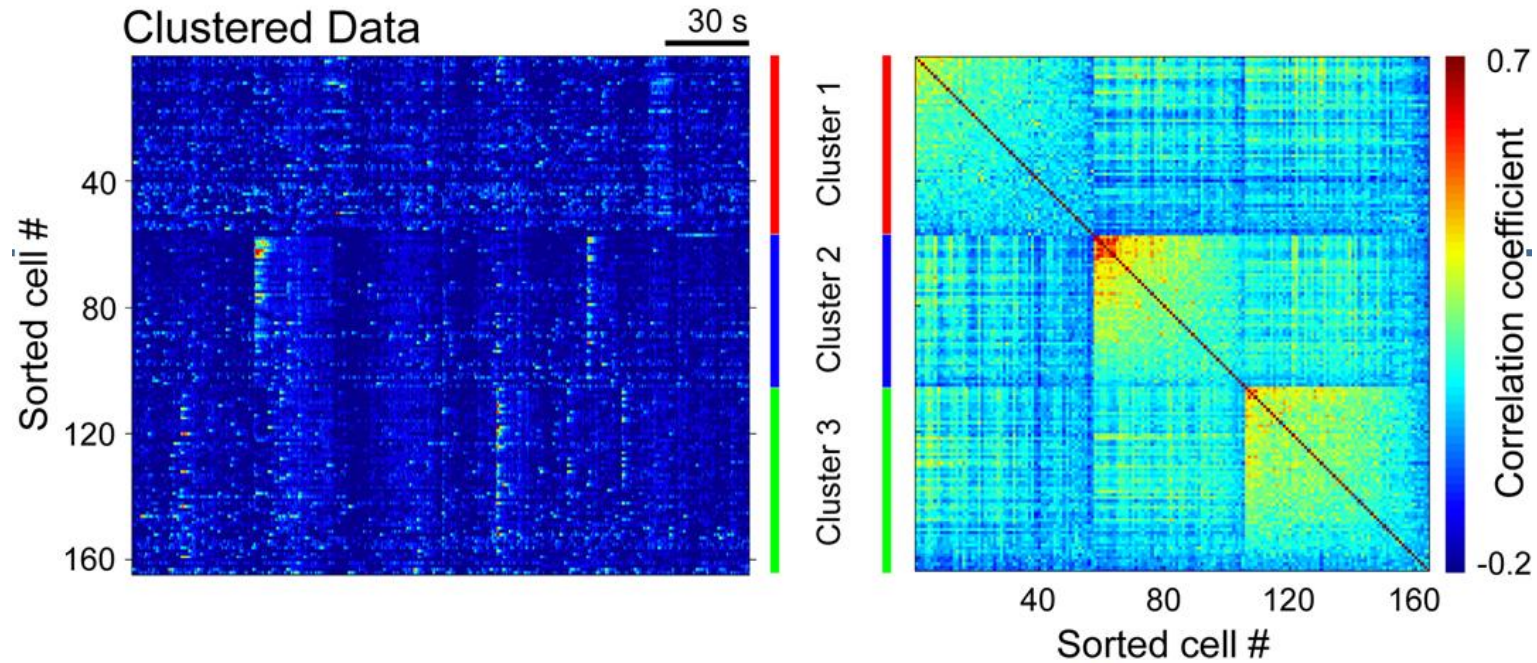 Clustered Data
30 s
Sorted cell #
40
80
120
160
Cluster 1
Cluster 2
Cluster 3
40
80
120
160
Sorted cell #
0.7
-0.2
Correlation coefficient